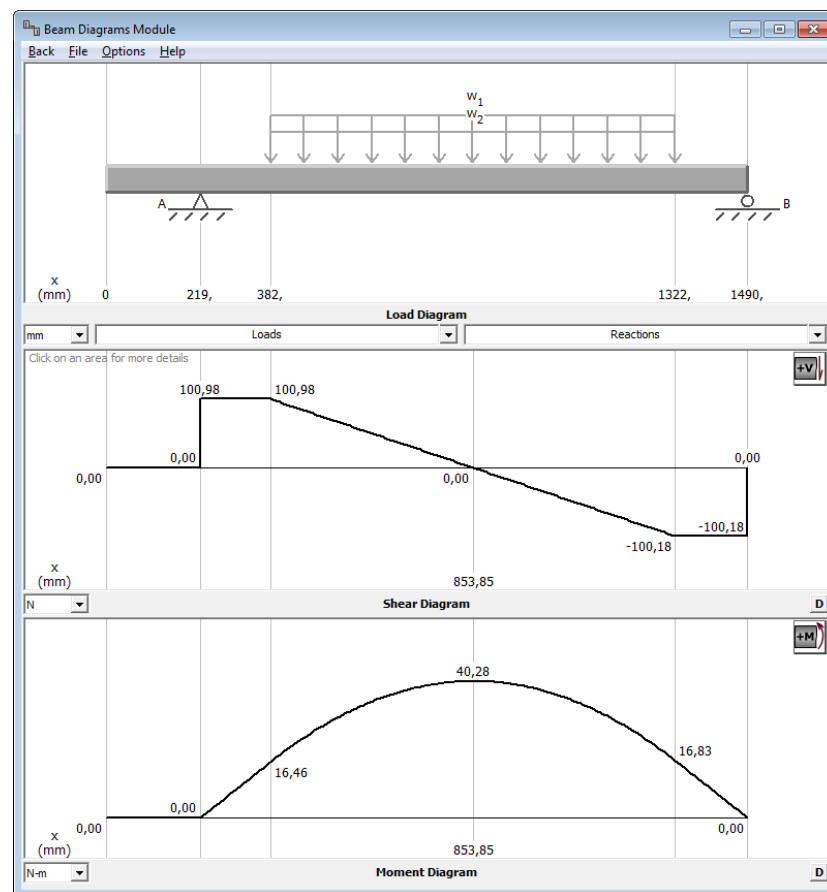 Beam Diagrams Module
Back File Options Help
w1
w2
A
B
x
(mm) 0 219, 382, 1322, 1490,
Load Diagram
mm Loads Reactions
Click on an area for more details
+V
100,98 100,98
0,00 0,00
0,00 0,00
-100,18
-100,18
x
(mm) 853,85
N Shear Diagram D
+M
40,28
16,83
16,46
0,00
0,00 0,00
x
(mm) 853,85
N-m Moment Diagram D